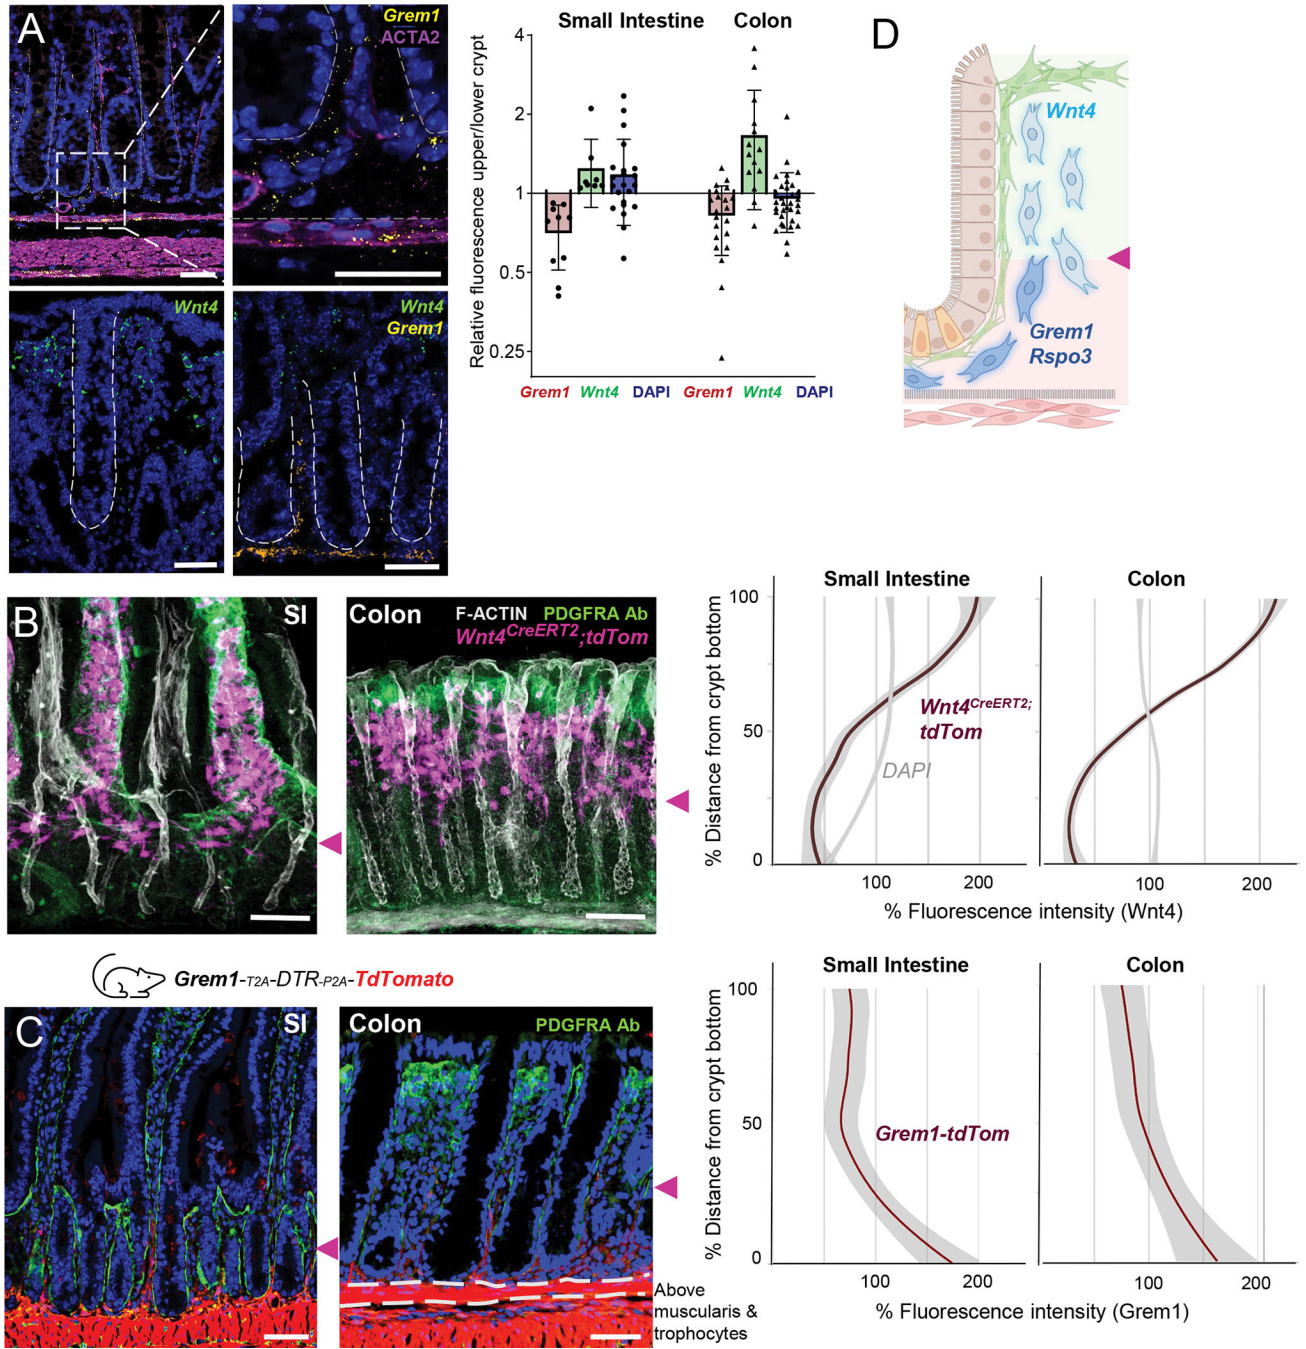 A
Grem1
ACTA2
Wnt4
Wnt4
Grem1
Small Intestine
Colon
Relative fluorescence upper/lower crypt
4
2
1
0.5
0.25
Grem1 Wnt4 DAPI Grem1 Wnt4 DAPI
D
Wnt4
Grem1
Rspo3
B
SI
Colon
F-ACTIN PDGFRA Ab
Wnt4CreERT2;tdTom
Small Intestine
Colon
% Distance from crypt bottom
100
50
0
Wnt4CreERT2;
tdTom
DAPI
100 200 100 200
% Fluorescence intensity (Wnt4)
Grem1-T2A-DTR-P2A-TdTomato
C
SI
Colon
PDGFRA Ab
Above
muscularis &
trophocytes
Small Intestine
Colon
% Distance from crypt bottom
100
50
0
Grem1-tdTom
100 200 100 200
% Fluorescence intensity (Grem1)